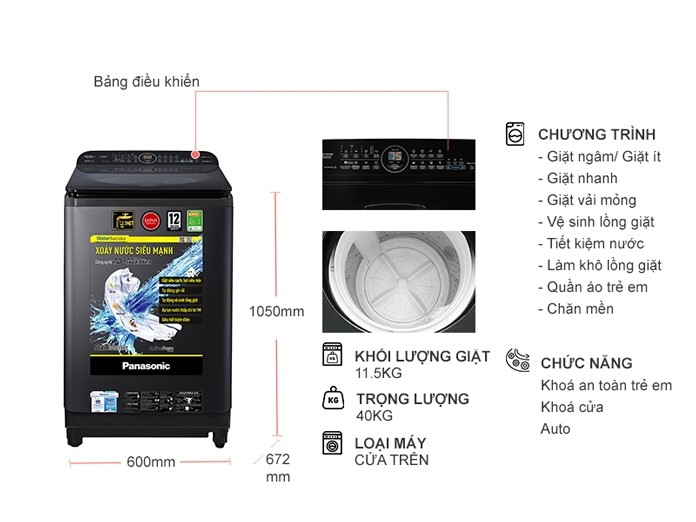 Bảng điều khiển
12
WaterBazooka
XOÁY NƯỚC SIÊU MẠNH
Panasonic
1050mm
600mm
672
mm
KHỐI LƯỢNG GIẶT
11.5KG
KG
TRỌNG LƯỢNG
40KG
LOẠI MÁY
CỬA TRÊN
CHƯƠNG TRÌNH
- Giặt ngâm/ Giặt ít
- Giặt nhanh
- Giặt vải mỏng
- Vệ sinh lồng giặt
- Tiết kiệm nước
- Làm khô lồng giặt
- Quần áo trẻ em
- Chăn mền
CHỨC NĂNG
Khoá an toàn trẻ em
Khoá cửa
Auto